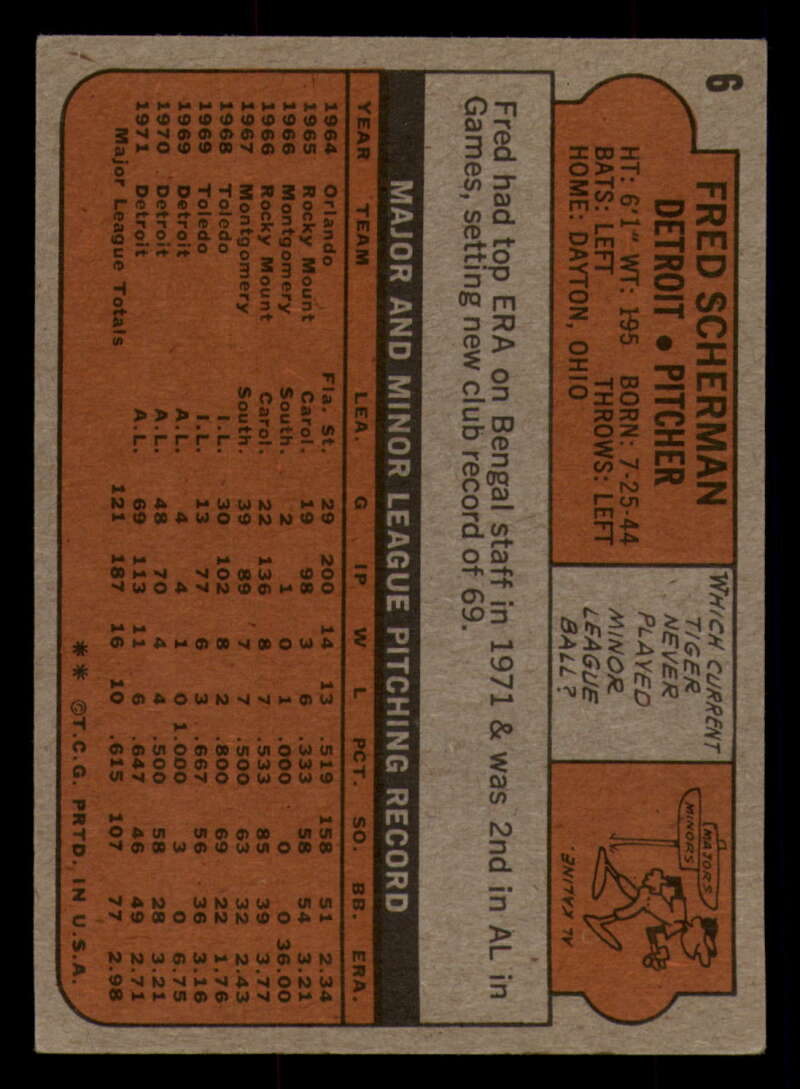 6
FRED SCHERMAN
DETROIT • PITCHER
HT: 6'1" WT: 195 BORN: 7-25-44
BATS: LEFT THROWS: LEFT
HOME: DAYTON, OHIO
WHICH CURRENT
TIGER
NEVER
PLAYED
MINOR
LEAGUE
BALL?
MAJORS
MINORS
AL KALINE.
Fred had top ERA on Bengal staff in 1971 & was 2nd in AL in
Games, setting new club record of 69.
MAJOR AND MINOR LEAGUE PITCHING RECORD
YEAR TEAM LEA. G IP W L PCT. SO. BB. ERA.
1964 Orlando Fla. St. 29 200 14 13 .519 158 51 2.34
1965 Rocky Mount Carol. 19 98 3 6 .333 58 54 3.21
1966 Montgomery South. 2 1 0 1 .000 0 0 36.00
1966 Rocky Mount Carol. 22 136 8 7 .533 85 39 3.77
1967 Montgomery South. 39 89 7 7 .500 63 32 2.43
1968 Toledo I.L. 30 102 8 2 .800 69 22 1.76
1969 Toledo I.L. 13 77 6 3 .667 56 36 3.16
1969 Detroit A.L. 4 4 1 0 1.000 3 0 6.75
1970 Detroit A.L. 48 70 4 4 .500 58 28 3.21
1971 Detroit A.L. 69 113 11 6 .647 46 49 2.71
Major League Totals 121 187 16 10 .615 107 77 2.98
** ©T.C.G. PRTD. IN U.S.A.